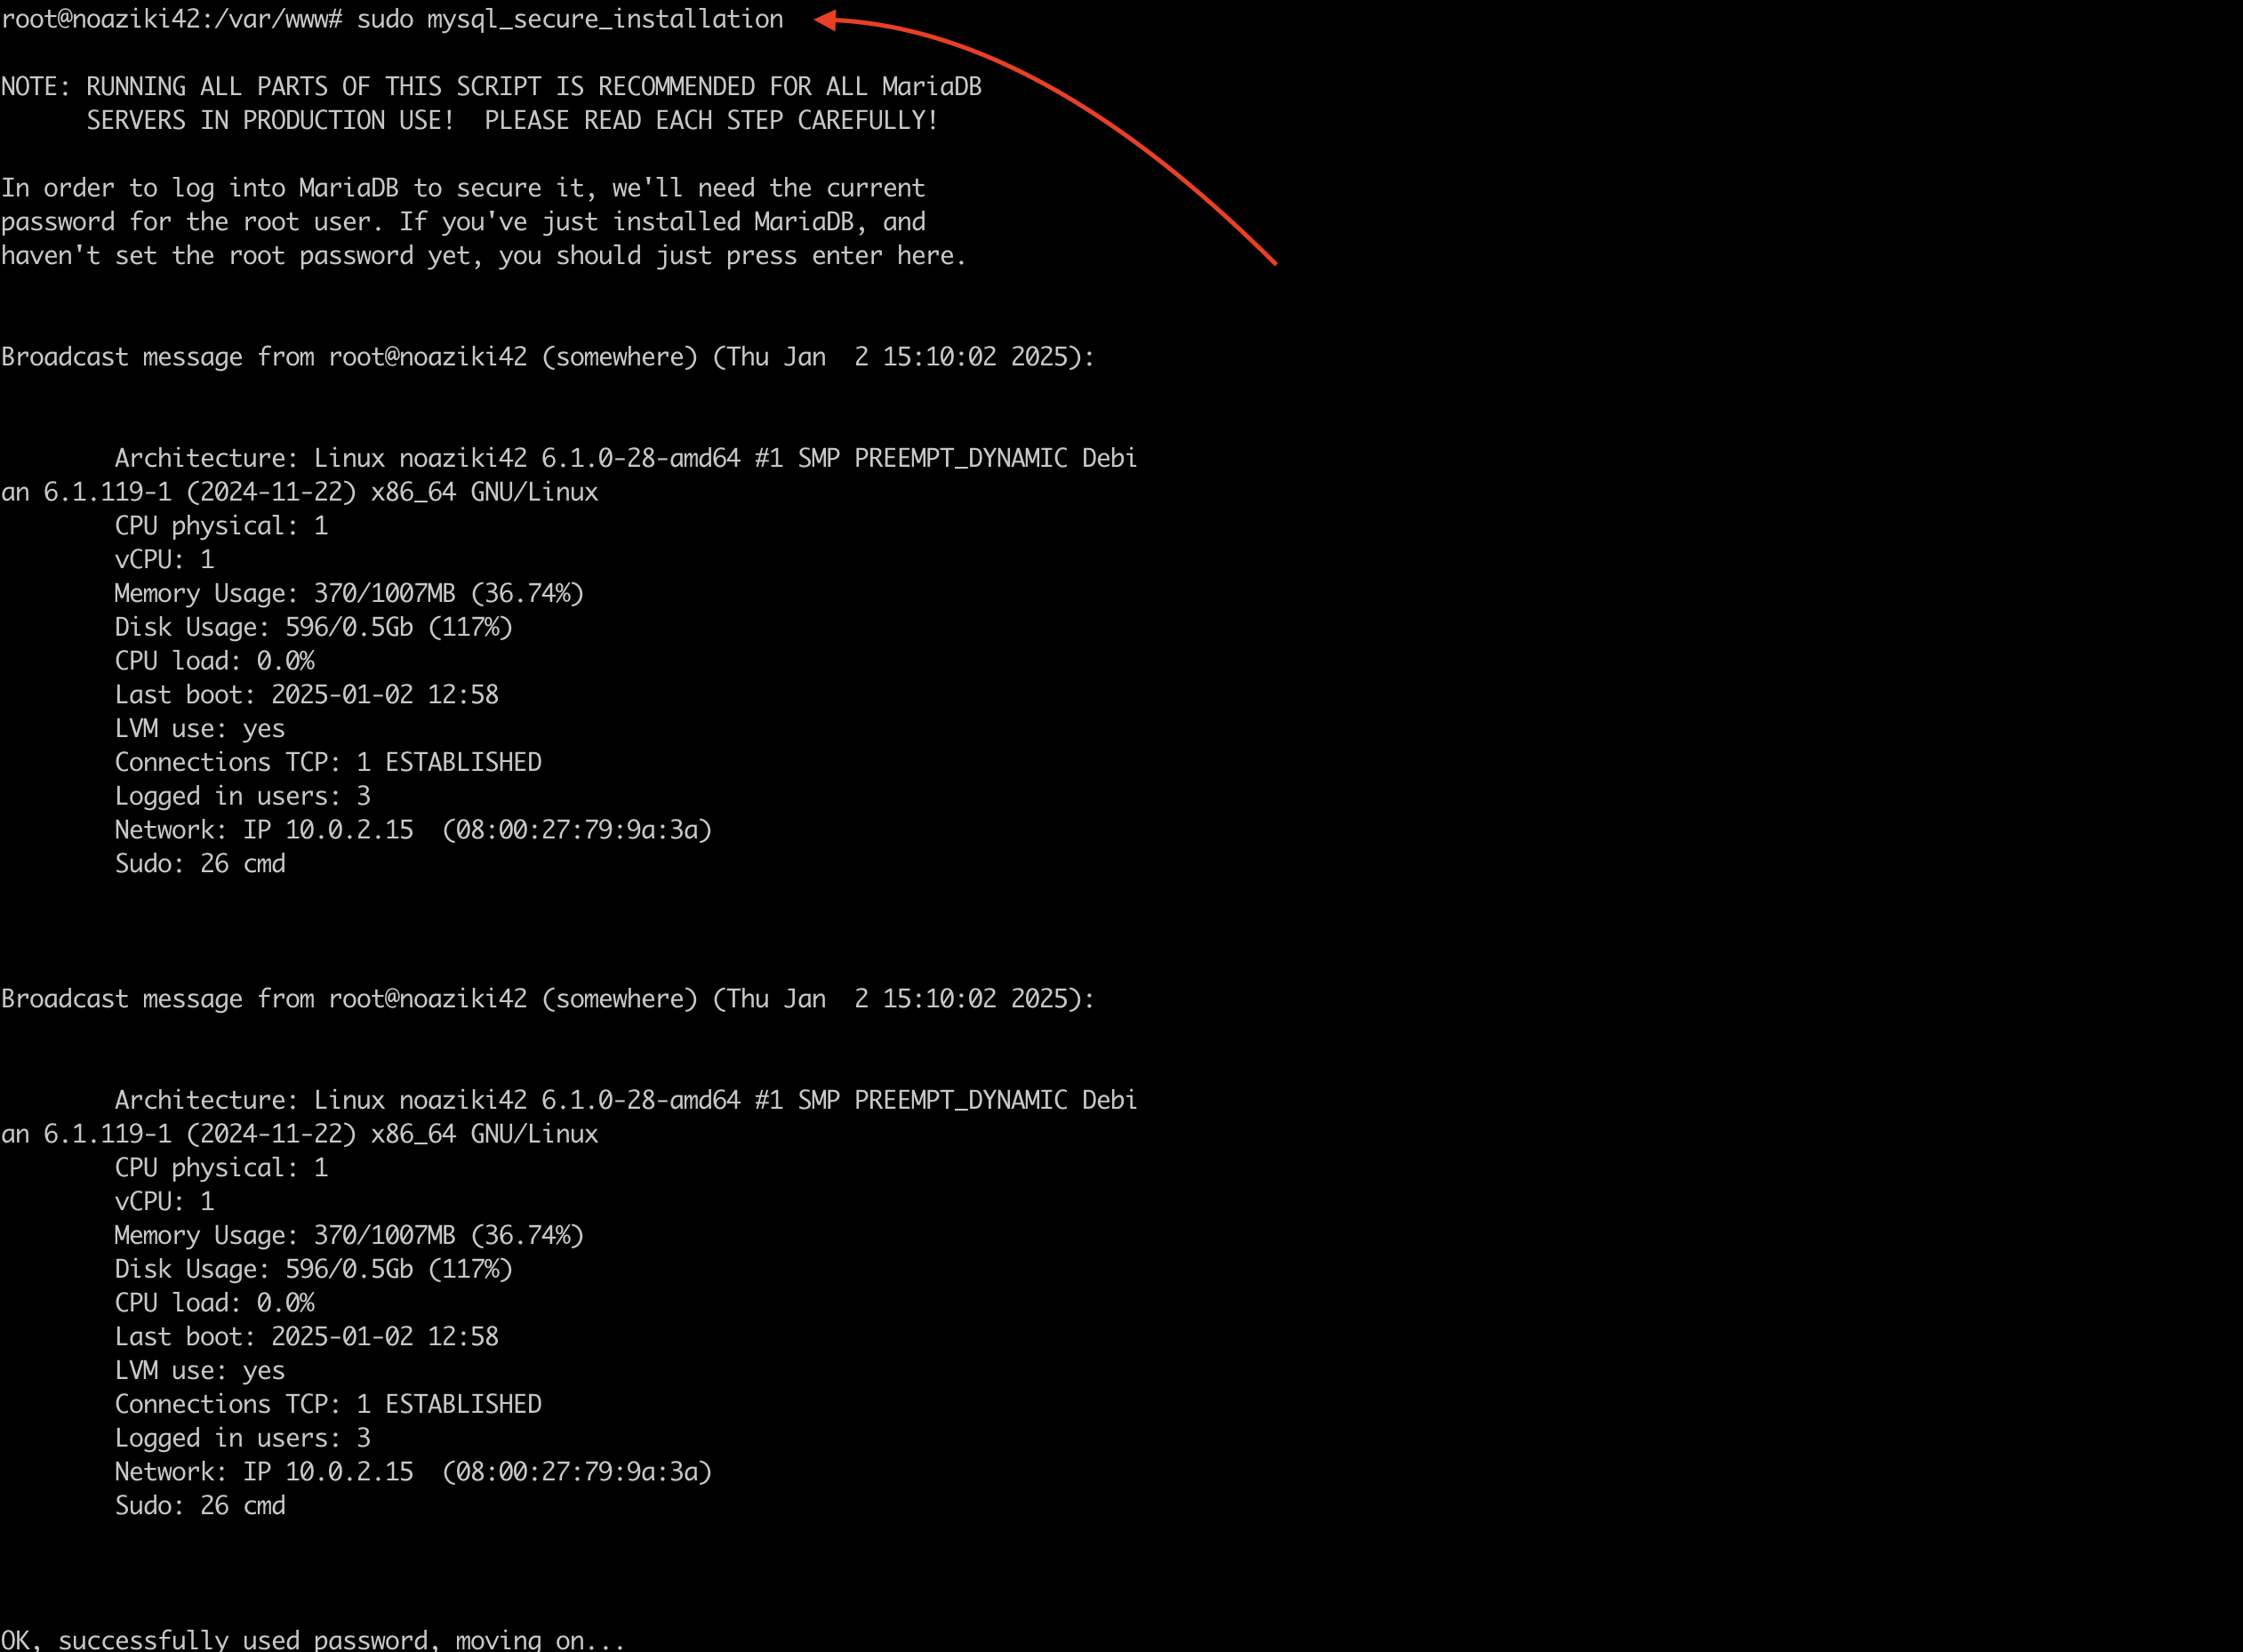 root@noaziki42:/var/www# sudo mysql_secure_installation
NOTE: RUNNING ALL PARTS OF THIS SCRIPT IS RECOMMENDED FOR ALL MariaDB
      SERVERS IN PRODUCTION USE!  PLEASE READ EACH STEP CAREFULLY!
In order to log into MariaDB to secure it, we'll need the current
password for the root user. If you've just installed MariaDB, and
haven't set the root password yet, you should just press enter here.
Broadcast message from root@noaziki42 (somewhere) (Thu Jan  2 15:10:02 2025):
        Architecture: Linux noaziki42 6.1.0-28-amd64 #1 SMP PREEMPT_DYNAMIC Debi
an 6.1.119-1 (2024-11-22) x86_64 GNU/Linux
        CPU physical: 1
        vCPU: 1
        Memory Usage: 370/1007MB (36.74%)
        Disk Usage: 596/0.5Gb (117%)
        CPU load: 0.0%
        Last boot: 2025-01-02 12:58
        LVM use: yes
        Connections TCP: 1 ESTABLISHED
        Logged in users: 3
        Network: IP 10.0.2.15  (08:00:27:79:9a:3a)
        Sudo: 26 cmd
Broadcast message from root@noaziki42 (somewhere) (Thu Jan  2 15:10:02 2025):
        Architecture: Linux noaziki42 6.1.0-28-amd64 #1 SMP PREEMPT_DYNAMIC Debi
an 6.1.119-1 (2024-11-22) x86_64 GNU/Linux
        CPU physical: 1
        vCPU: 1
        Memory Usage: 370/1007MB (36.74%)
        Disk Usage: 596/0.5Gb (117%)
        CPU load: 0.0%
        Last boot: 2025-01-02 12:58
        LVM use: yes
        Connections TCP: 1 ESTABLISHED
        Logged in users: 3
        Network: IP 10.0.2.15  (08:00:27:79:9a:3a)
        Sudo: 26 cmd
OK, successfully used password, moving on...